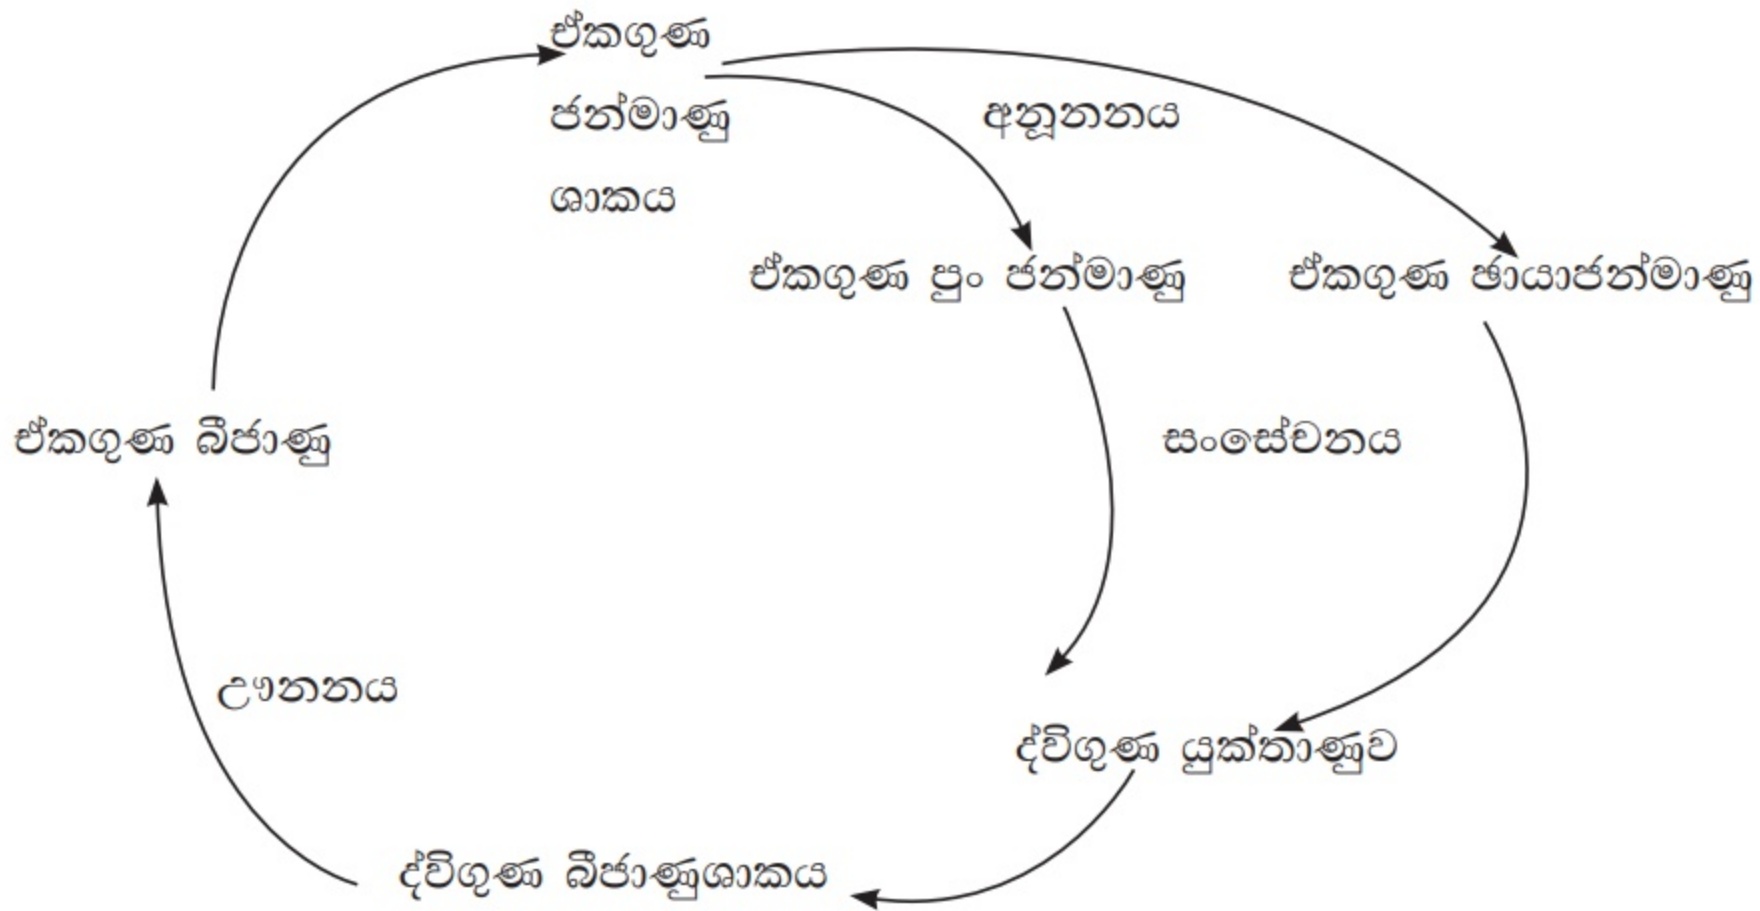 ඒකගුණ
ජන්මාණු
ශාකය
අනූනනය
ඒකගුණ පුං ජන්මාණු
ඒකගුණ ඡායාජන්මාණු
ඒකගුණ බීජාණු
සංසේචනය
ඌනනය
ද්විගුණ යුක්තාණුව
ද්විගුණ බීජාණුශාකය